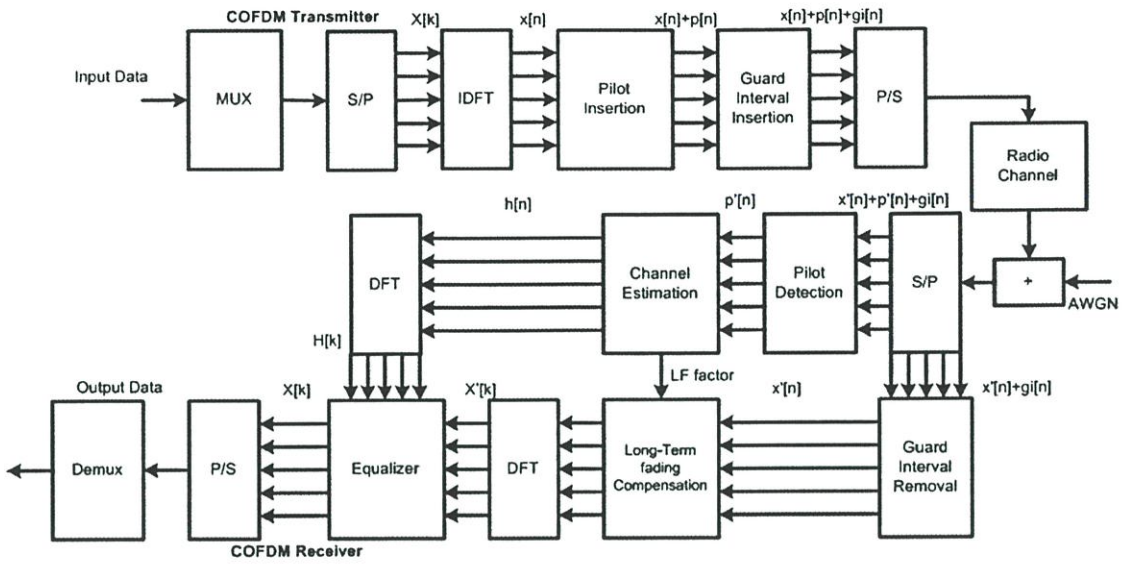 COFDM Transmitter
X[k]
x[n]
x[n]+p[n]
x[n]+p[n]+gi[n]
Input Data
MUX
S/P
IDFT
Pilot
Insertion
Guard
Interval
Insertion
P/S
Radio
Channel
h[n]
p'[n]
x'[n]+p'[n]+gi[n]
DFT
Channel
Estimation
Pilot
Detection
S/P
+
AWGN
H[k]
LF factor
Output Data
X[k]
X'[k]
x'[n]
x'[n]+gi[n]
Demux
P/S
Equalizer
DFT
Long-Term
fading
Compensation
Guard
Interval
Removal
COFDM Receiver